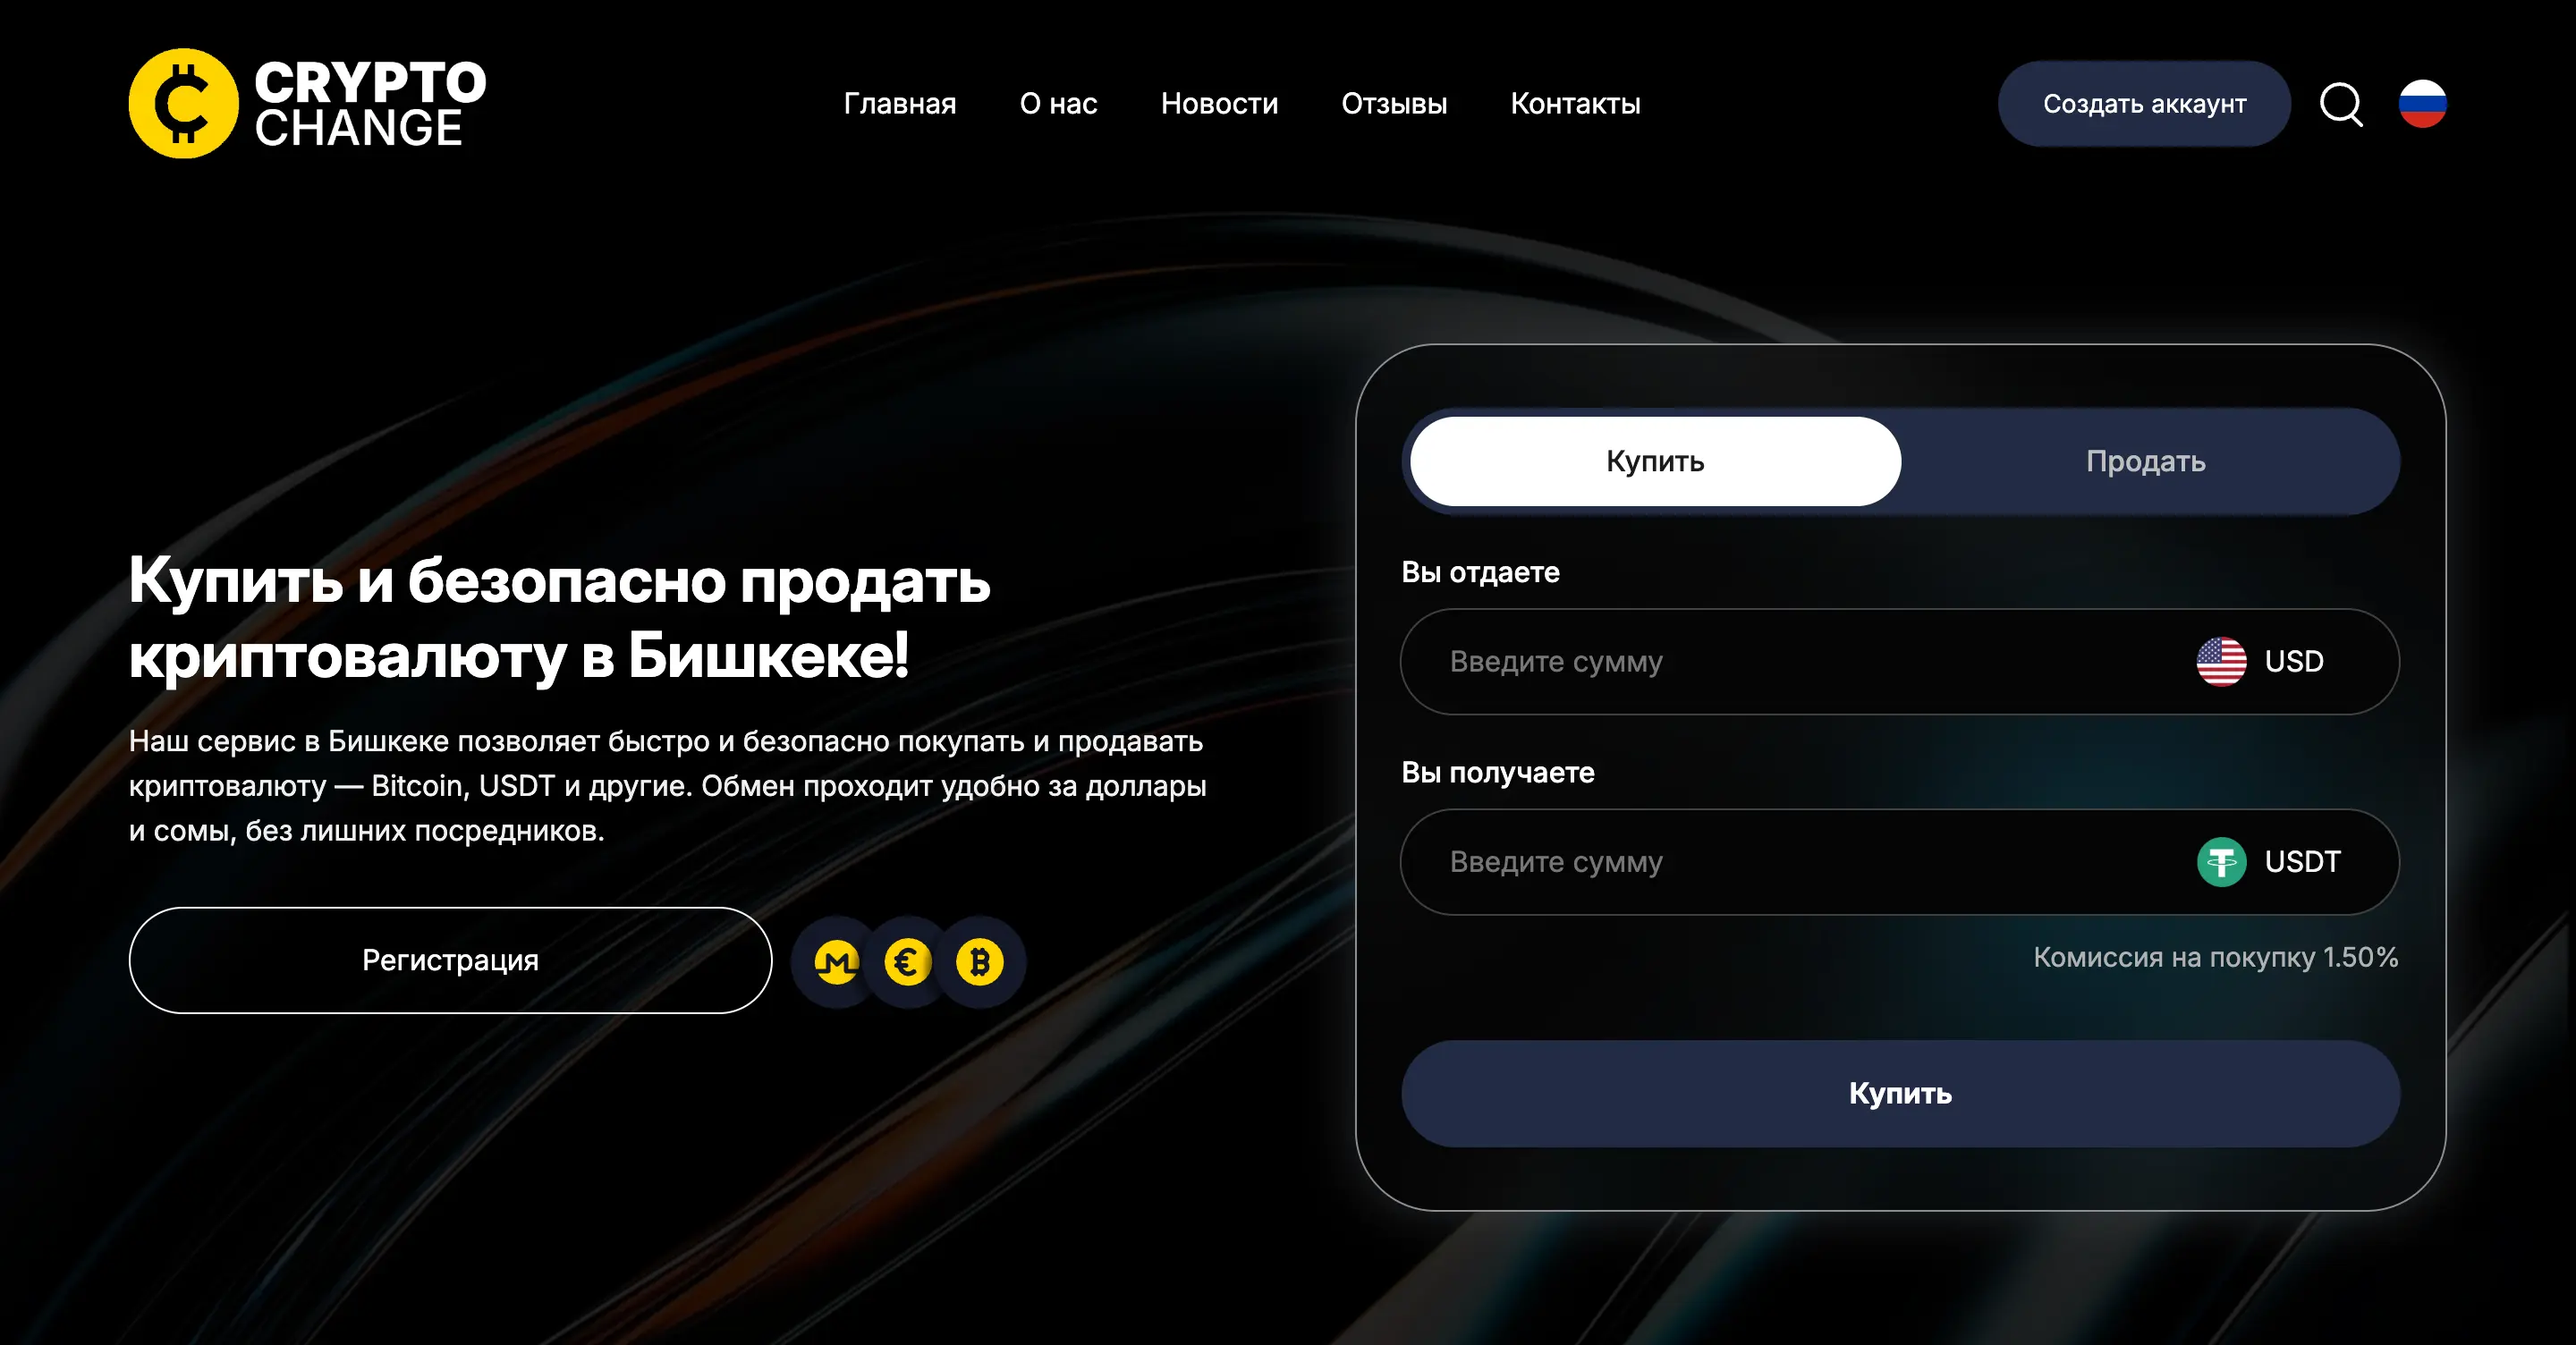 CRYPTO
CHANGE
Главная
О нас
Новости
Отзывы
Контакты
Создать аккаунт
Купить и безопасно продать
криптовалюту в Бишкеке!
Наш сервис в Бишкеке позволяет быстро и безопасно покупать и продавать
криптовалюту — Bitcoin, USDT и другие. Обмен проходит удобно за доллары
и сомы, без лишних посредников.
Регистрация
Купить
Продать
Вы отдаете
Введите сумму
USD
Вы получаете
Введите сумму
USDT
Комиссия на покупку 1.50%
Купить